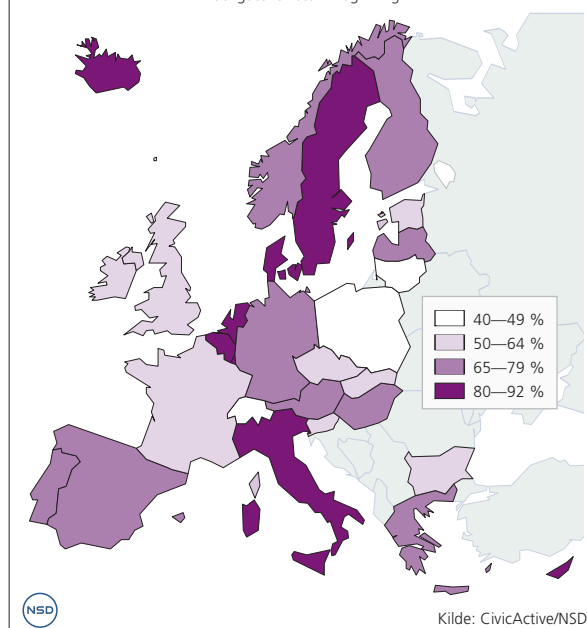 40—49 %
50—64 %
65—79 %
80—92 %
NSD
Kilde: CivicActive/NSD